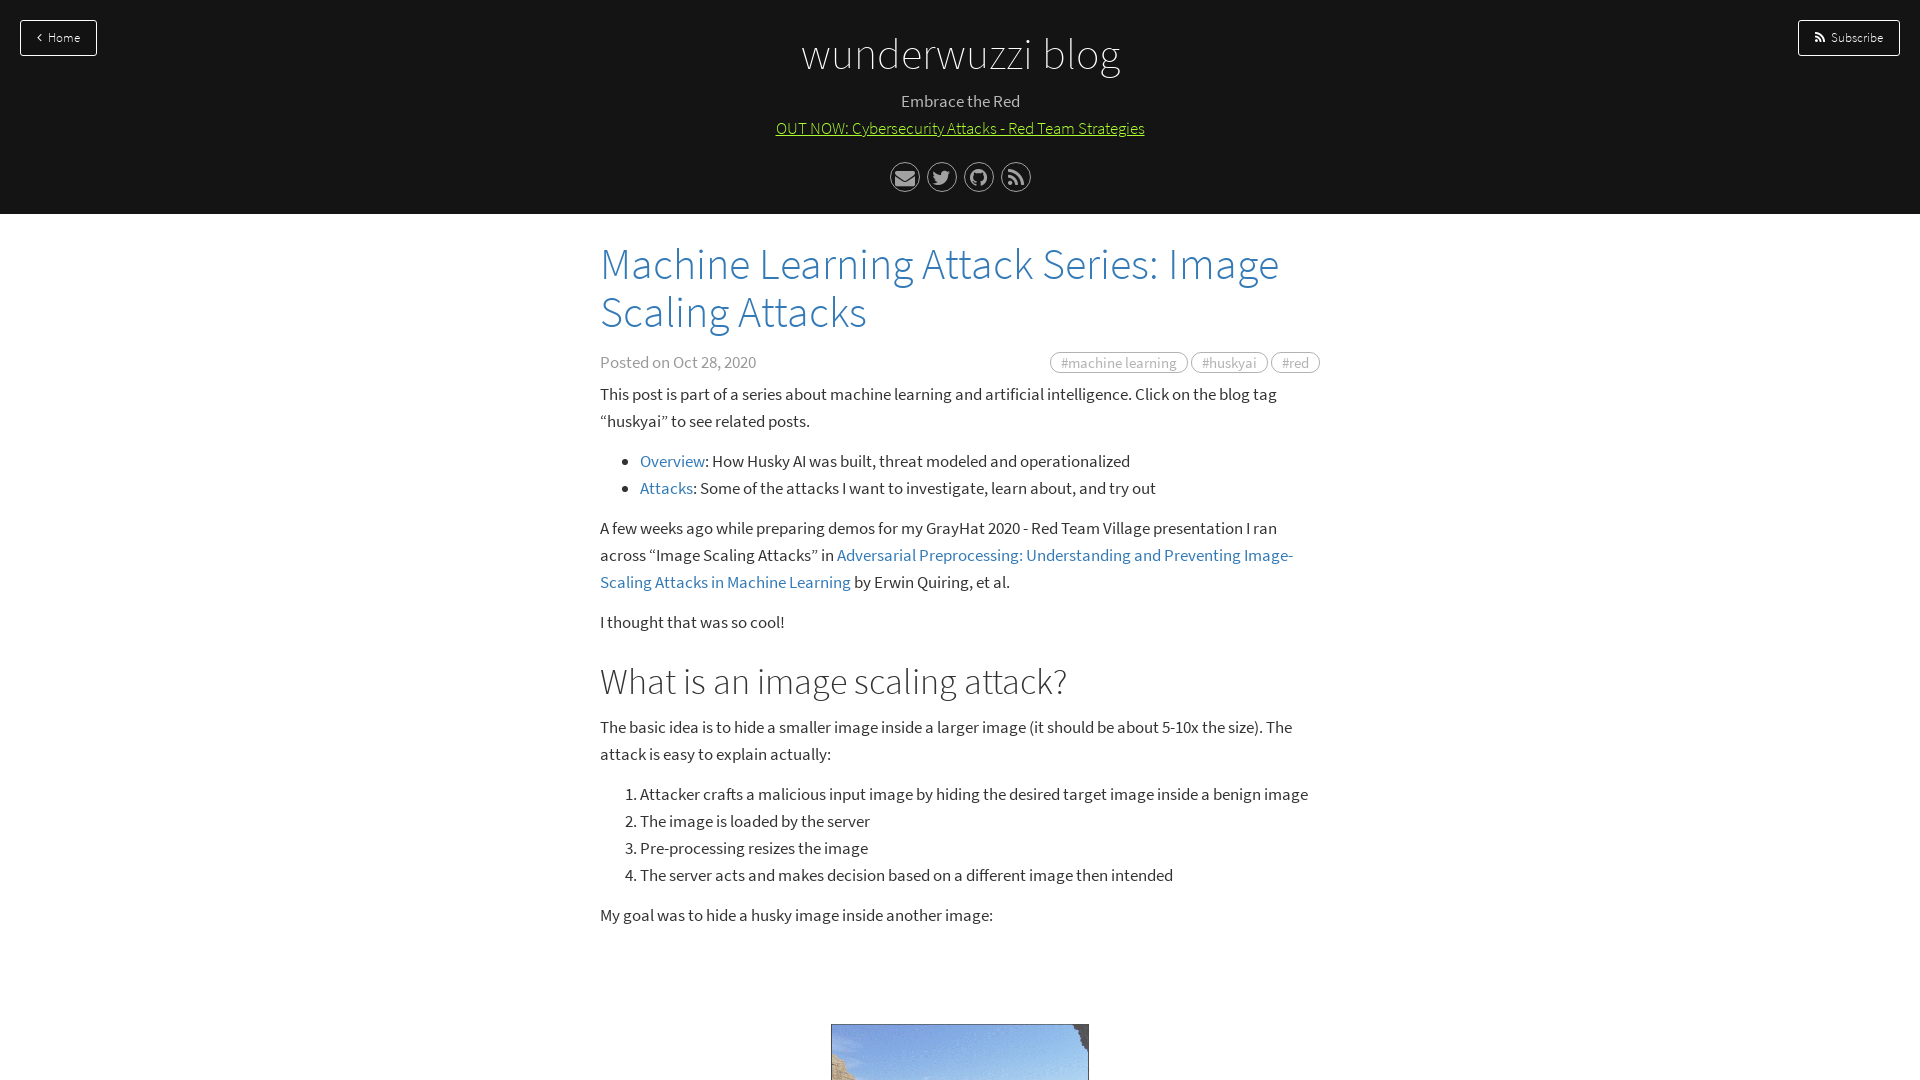 Home
Subscribe
wunderwuzzi blog
Embrace the Red
OUT NOW: Cybersecurity Attacks - Red Team Strategies
Machine Learning Attack Series: Image
Scaling Attacks
Posted on Oct 28, 2020
#machine learning #huskyai #red
This post is part of a series about machine learning and artificial intelligence. Click on the blog tag
“huskyai” to see related posts.
• Overview: How Husky AI was built, threat modeled and operationalized
• Attacks: Some of the attacks I want to investigate, learn about, and try out
A few weeks ago while preparing demos for my GrayHat 2020 - Red Team Village presentation I ran
across “Image Scaling Attacks” in Adversarial Preprocessing: Understanding and Preventing Image-
Scaling Attacks in Machine Learning by Erwin Quiring, et al.
I thought that was so cool!
What is an image scaling attack?
The basic idea is to hide a smaller image inside a larger image (it should be about 5-10x the size). The
attack is easy to explain actually:
1. Attacker crafts a malicious input image by hiding the desired target image inside a benign image
2. The image is loaded by the server
3. Pre-processing resizes the image
4. The server acts and makes decision based on a different image then intended
My goal was to hide a husky image inside another image: